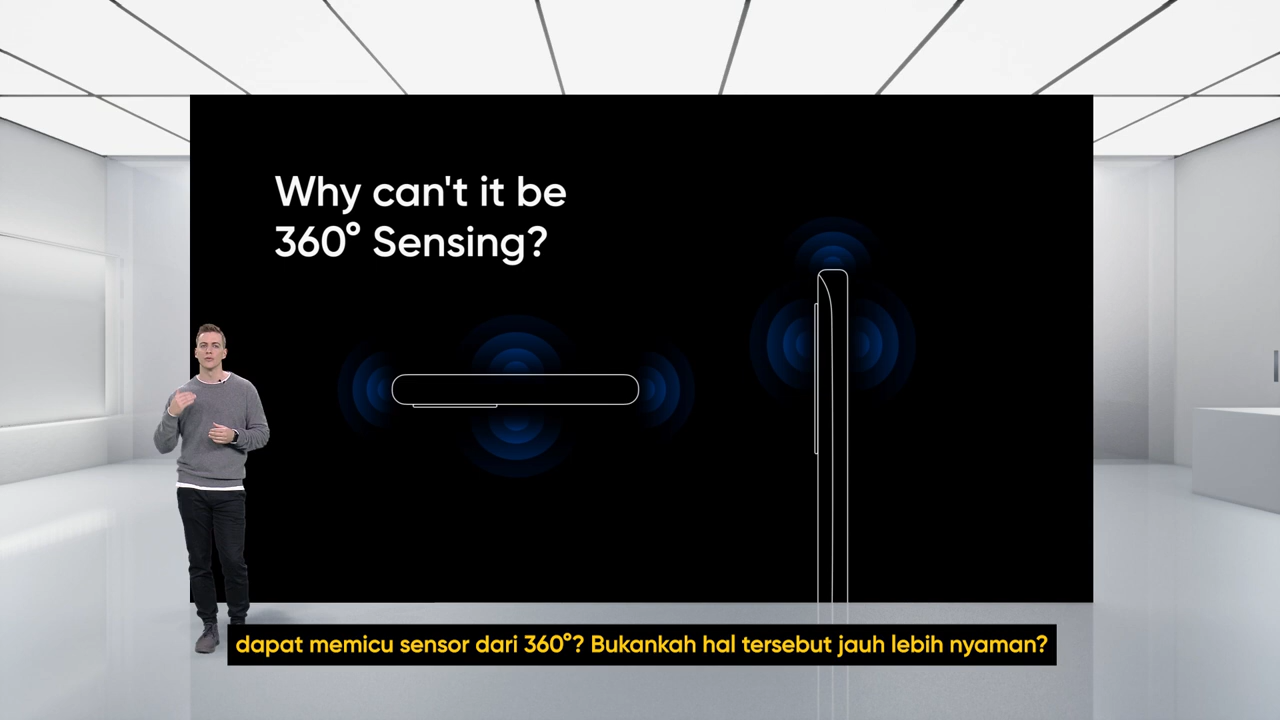 Why can't it be
360° Sensing?
dapat memicu sensor dari 360°? Bukankah hal tersebut jauh lebih nyaman?